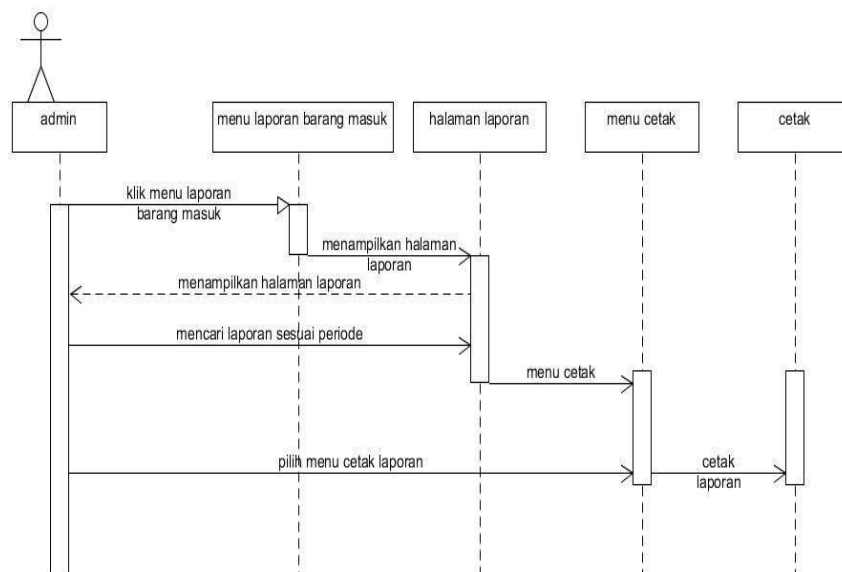 admin
menu laporan barang masuk
halaman laporan
menu cetak
cetak
klik menu laporan
barang masuk
menampilkan halaman
laporan
menampilkan halaman laporan
mencari laporan sesuai periode
menu cetak
pilih menu cetak laporan
cetak
laporan